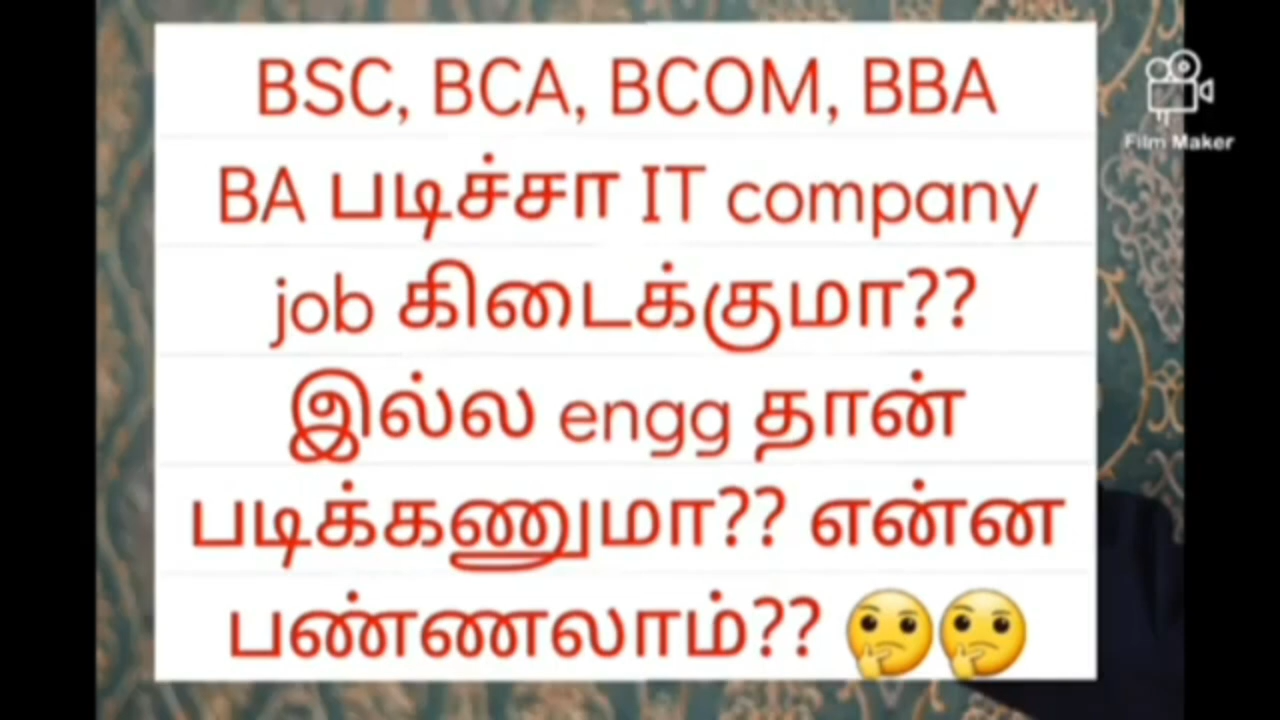 BSC, BCA, BCOM, BBA
BA படிச்சா IT company
job கிடைக்குமா??
இல்ல engg தான்
படிக்கணுமா?? என்ன
பண்ணலாம்?? 🤔🤔
Film Maker